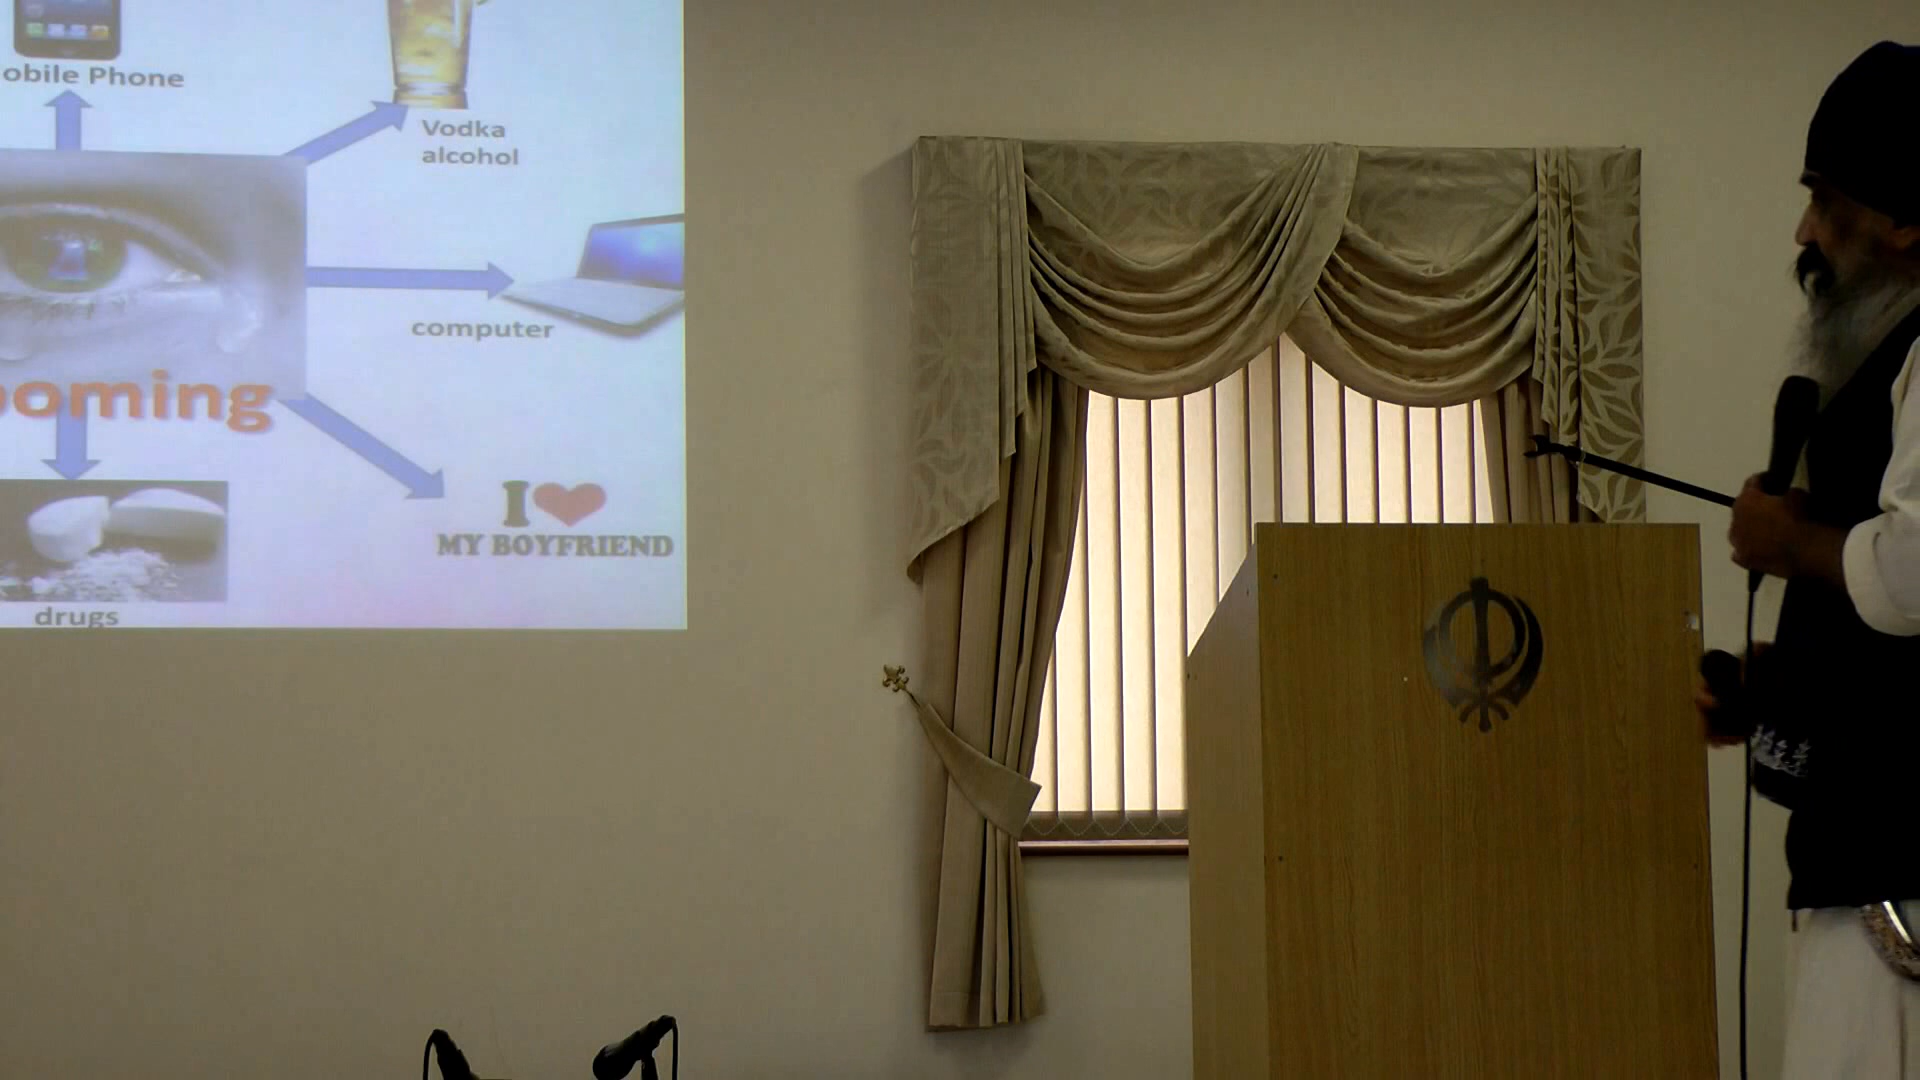 obile Phone
Vodka
alcohol
computer
ooming
I
MY BOYFRIEND
drugs